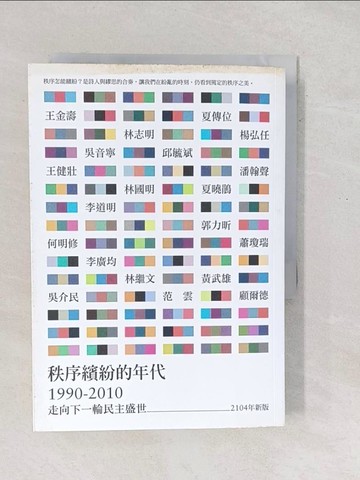 秩序怎能繽紛？是詩人與鐵思的合奏，讓我們在紛亂的時刻，仍看到篤定的秩序之美。
王金壽 夏傳位
林志明 楊弘任
吳音寧 邱毓斌
王健壯 潘翰聲
林國明 夏曉鵑
李道明
郭力昕
何明修 蕭瓊瑞
李廣均
林繼文 黃武雄
吳介民 范雲 顧爾德
秩序繽紛的年代
1990-2010
走向下一輪民主盛世
2104年新版